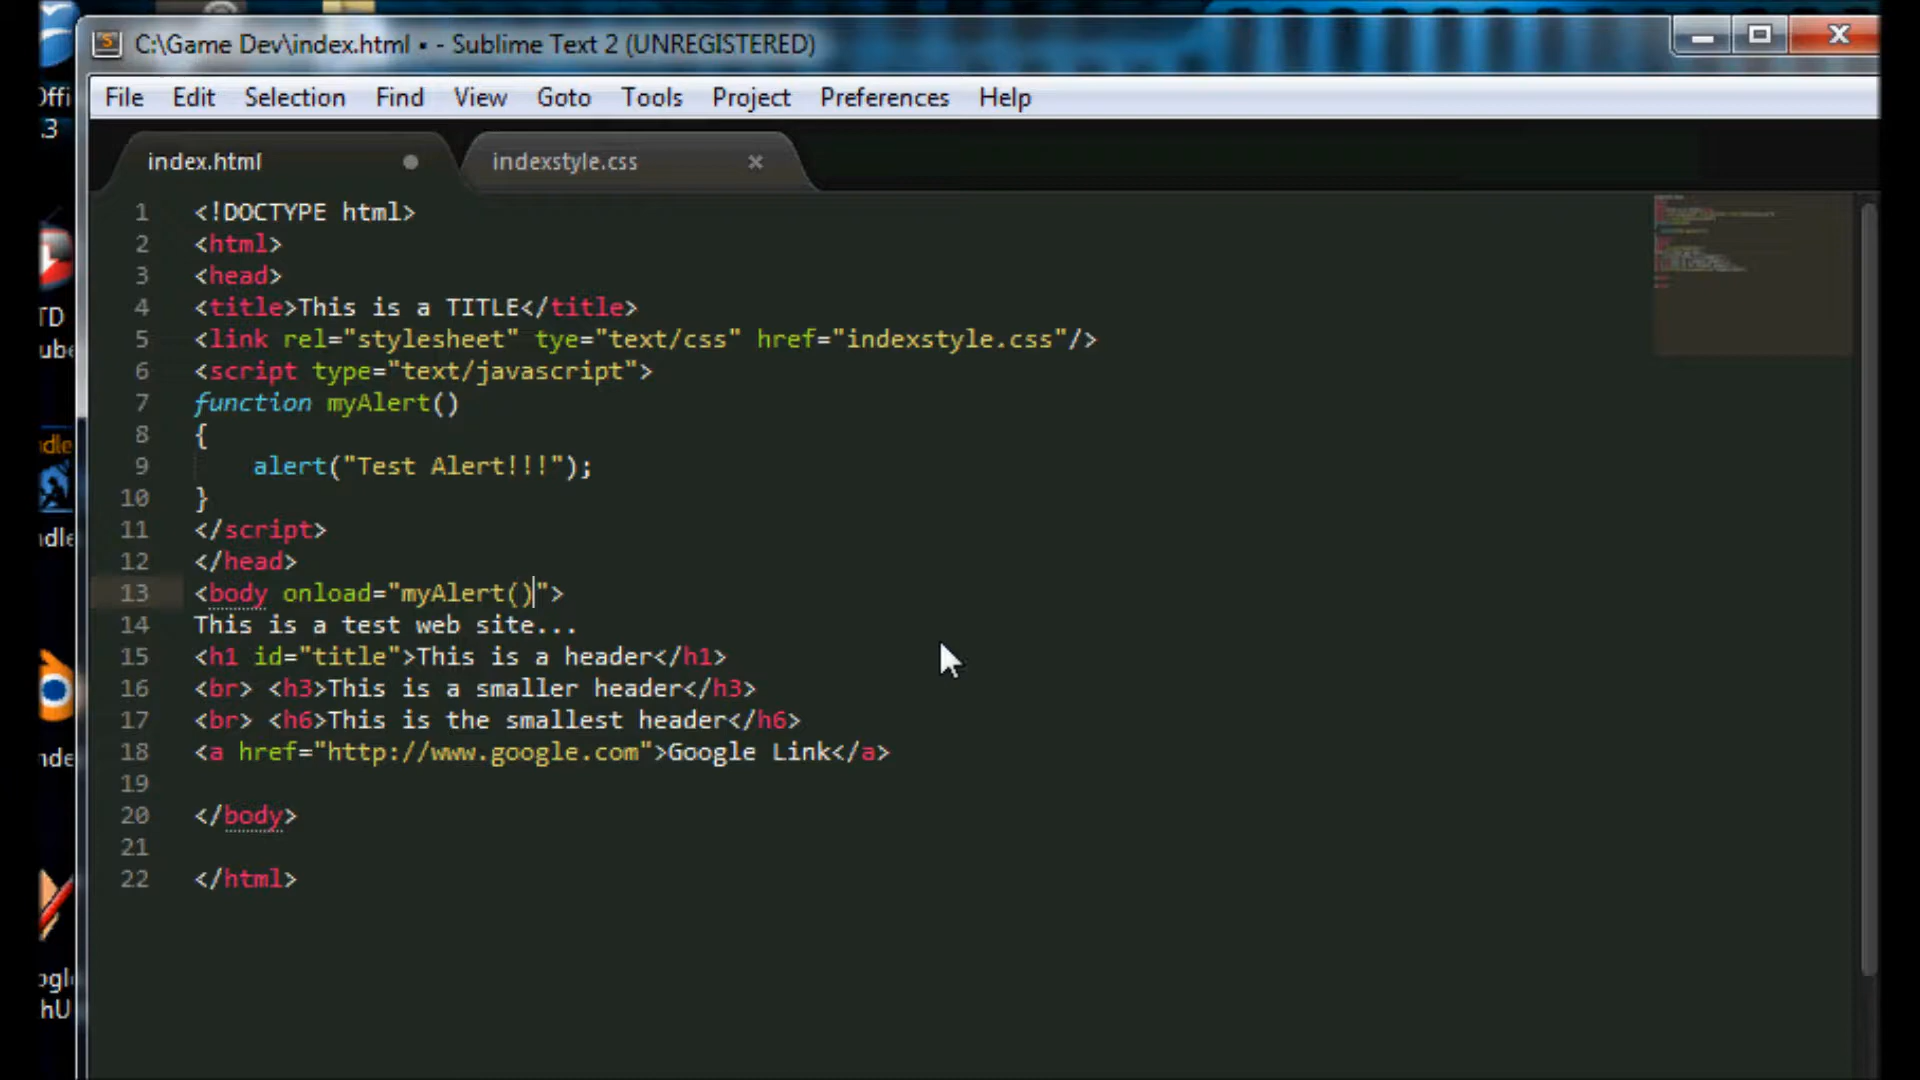 C:\Game Dev\index.html • - Sublime Text 2 (UNREGISTERED)
File Edit Selection Find View Goto Tools Project Preferences Help
index.html indexstyle.css
1 <!DOCTYPE html>
2 <html>
3 <head>
4 <title>This is a TITLE</title>
5 <link rel="stylesheet" tye="text/css" href="indexstyle.css"/>
6 <script type="text/javascript">
7 function myAlert()
8 {
9 alert("Test Alert!!!");
10 }
11 </script>
12 </head>
13 <body onload="myAlert()">
14 This is a test web site...
15 <h1 id="title">This is a header</h1>
16 <br> <h3>This is a smaller header</h3>
17 <br> <h6>This is the smallest header</h6>
18 <a href="http://www.google.com">Google Link</a>
19
20 </body>
21
22 </html>